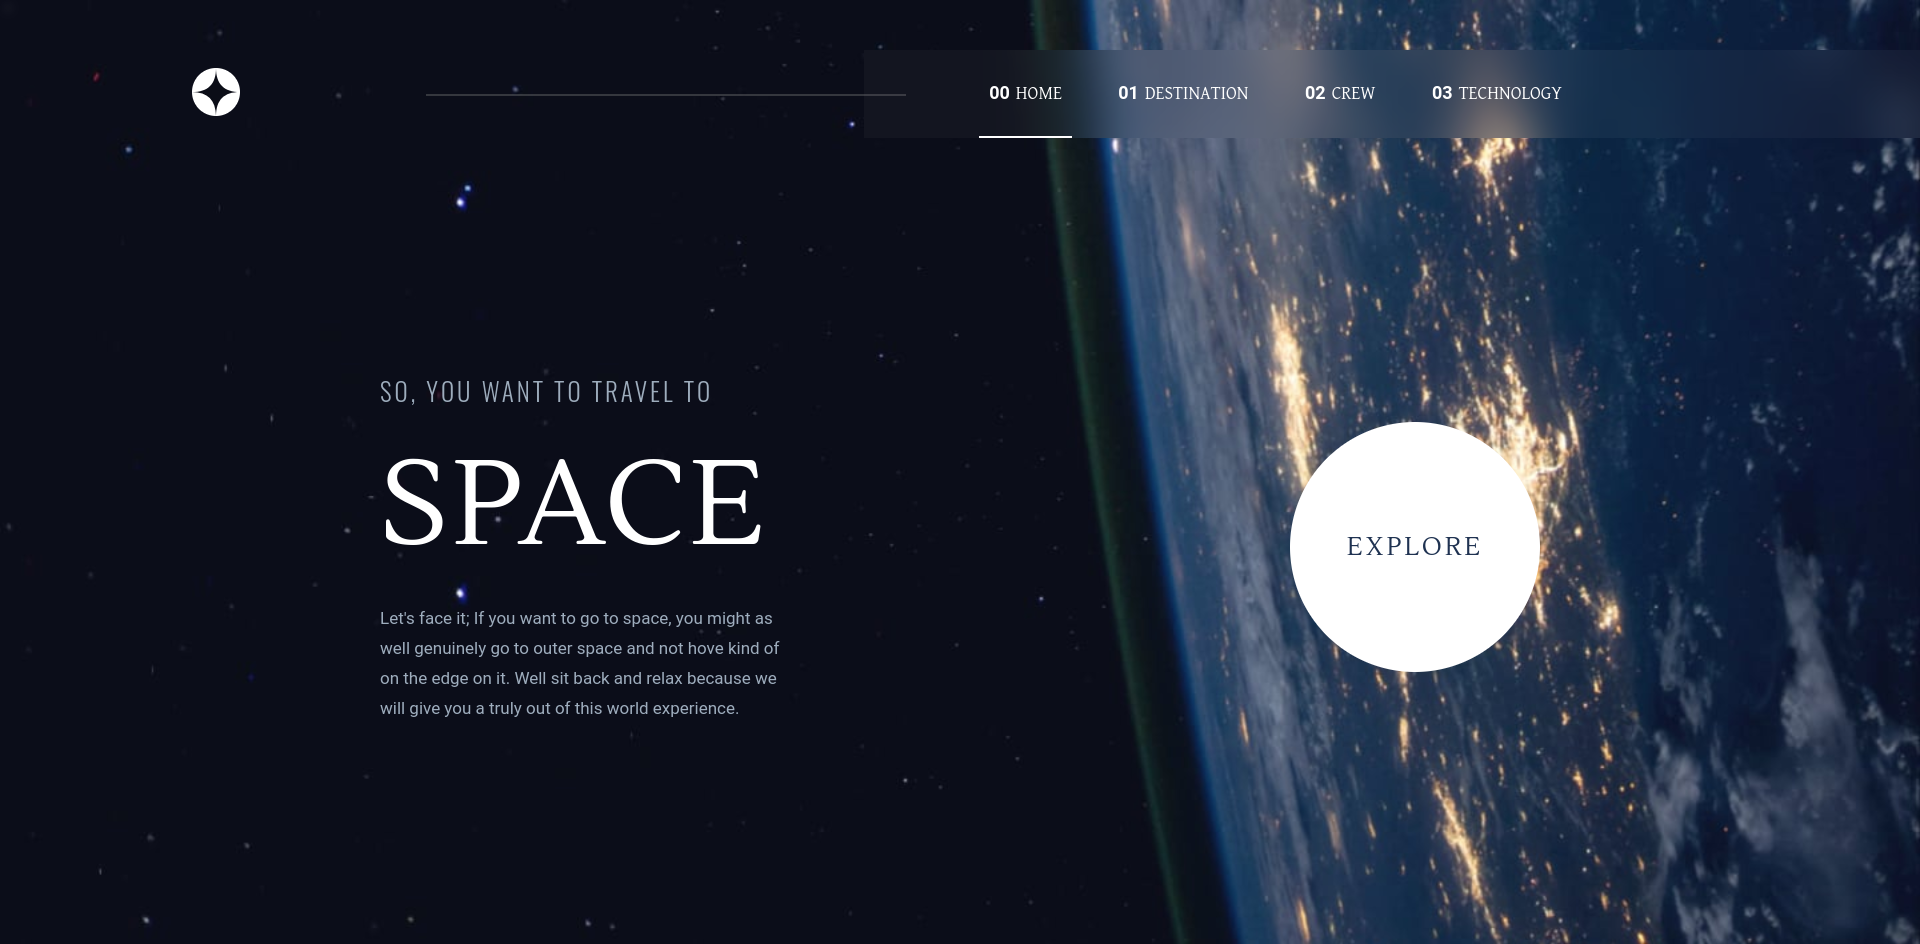 00 HOME 01 DESTINATION 02 CREW 03 TECHNOLOGY
SO, YOU WANT TO TRAVEL TO
SPACE
Let's face it; If you want to go to space, you might as
well genuinely go to outer space and not hove kind of
on the edge on it. Well sit back and relax because we
will give you a truly out of this world experience.
EXPLORE